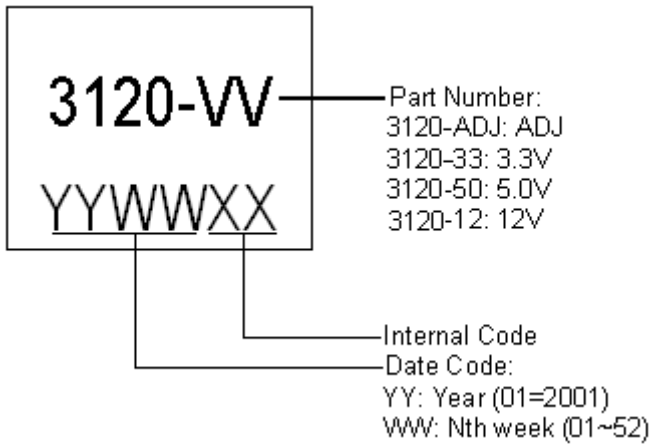 3120-VV
YYWWXX
Part Number:
3120-ADJ: ADJ
3120-33: 3.3V
3120-50: 5.0V
3120-12: 12V
Internal Code
Date Code:
YY: Year (01=2001)
WW: Nth week (01~52)